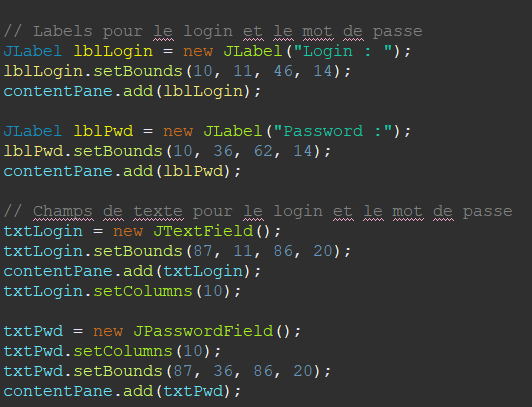 // Labels pour le login et le mot de passe
JLabel lblLogin = new JLabel("Login : ");
lblLogin.setBounds(10, 11, 46, 14);
contentPane.add(lblLogin);
JLabel lblPwd = new JLabel("Password :");
lblPwd.setBounds(10, 36, 62, 14);
contentPane.add(lblPwd);
// Champs de texte pour le login et le mot de passe
txtLogin = new JTextField();
txtLogin.setBounds(87, 11, 86, 20);
contentPane.add(txtLogin);
txtLogin.setColumns(10);
txtPwd = new JPasswordField();
txtPwd.setColumns(10);
txtPwd.setBounds(87, 36, 86, 20);
contentPane.add(txtPwd);